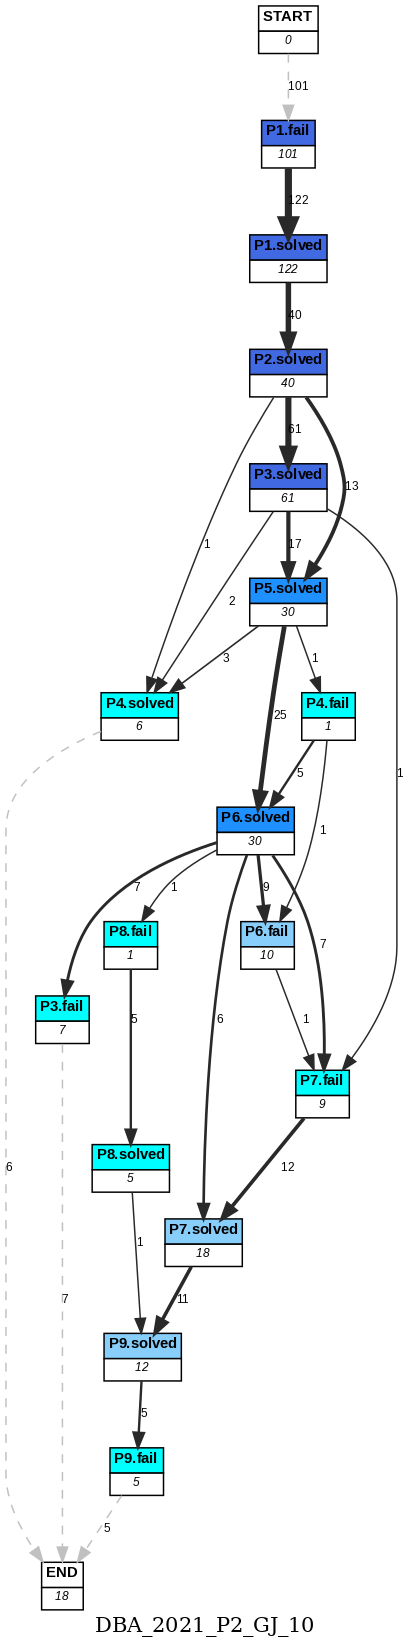 START
0
101
P1.fail
101
122
P1.solved
122
40
P2.solved
40
61
13
P3.solved
61
1
2
17
P5.solved
30
3
1
P4.solved
6
P4.fail
1
25
5
1
1
P6.solved
30
7
1
9
7
6
P8.fail
1
P6.fail
10
P3.fail
7
5
1
P7.fail
9
P8.solved
5
12
6
P7.solved
18
1
7
11
P9.solved
12
5
P9.fail
5
5
END
18
DBA_2021_P2_GJ_10